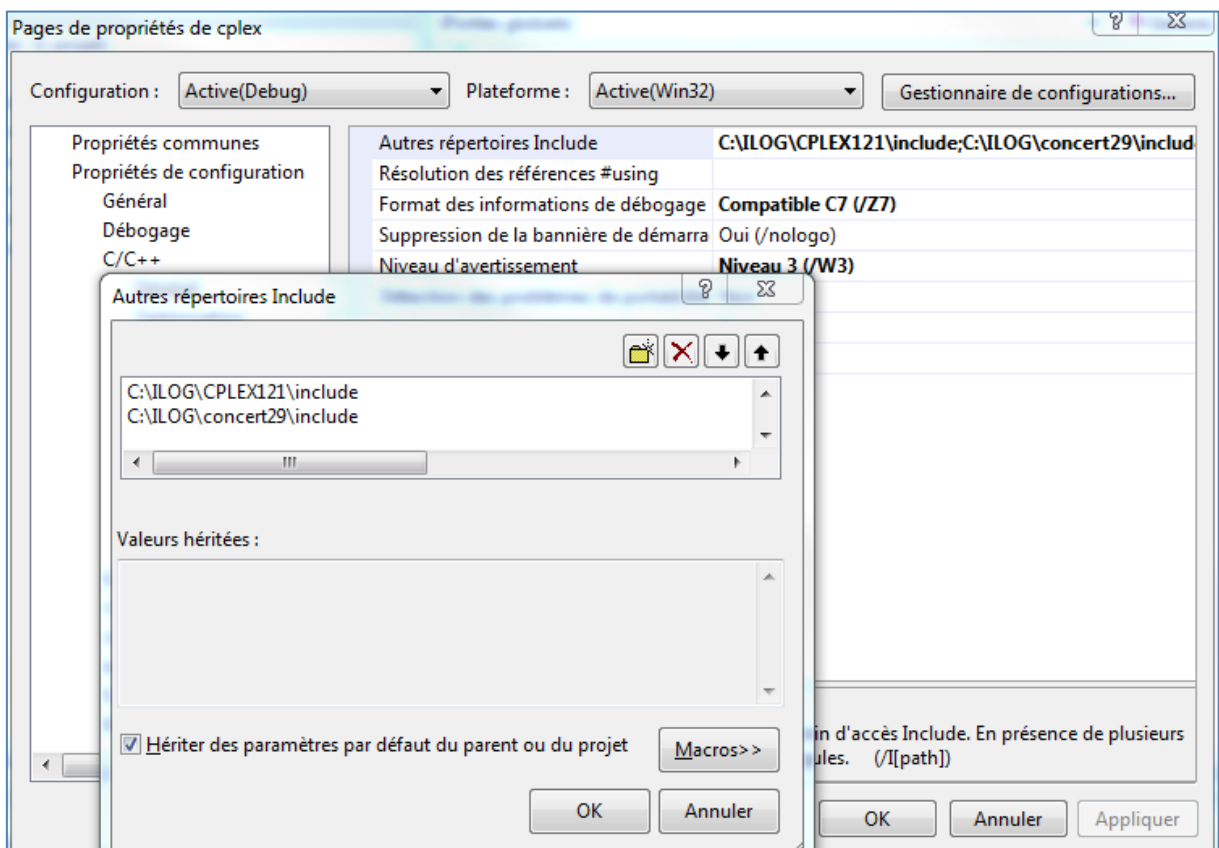 Pages de propriétés de cplex
Configuration : Active(Debug) Plateforme : Active(Win32) Gestionnaire de configurations...
Propriétés communes
Propriétés de configuration
Général
Débogage
C/C++
Autres répertoires Include C:\ILOG\CPLEX121\include;C:\ILOG\concert29\includ
Résolution des références #using
Format des informations de débogage Compatible C7 (/Z7)
Suppression de la bannière de démarra Oui (/nologo)
Niveau d'avertissement Niveau 3 (/W3)
Autres répertoires Include
C:\ILOG\CPLEX121\include
C:\ILOG\concert29\include
Valeurs héritées :
Hériter des paramètres par défaut du parent ou du projet Macros>>
OK Annuler
in d'accès Include. En présence de plusieurs
ules. (/I[path])
OK Annuler Appliquer